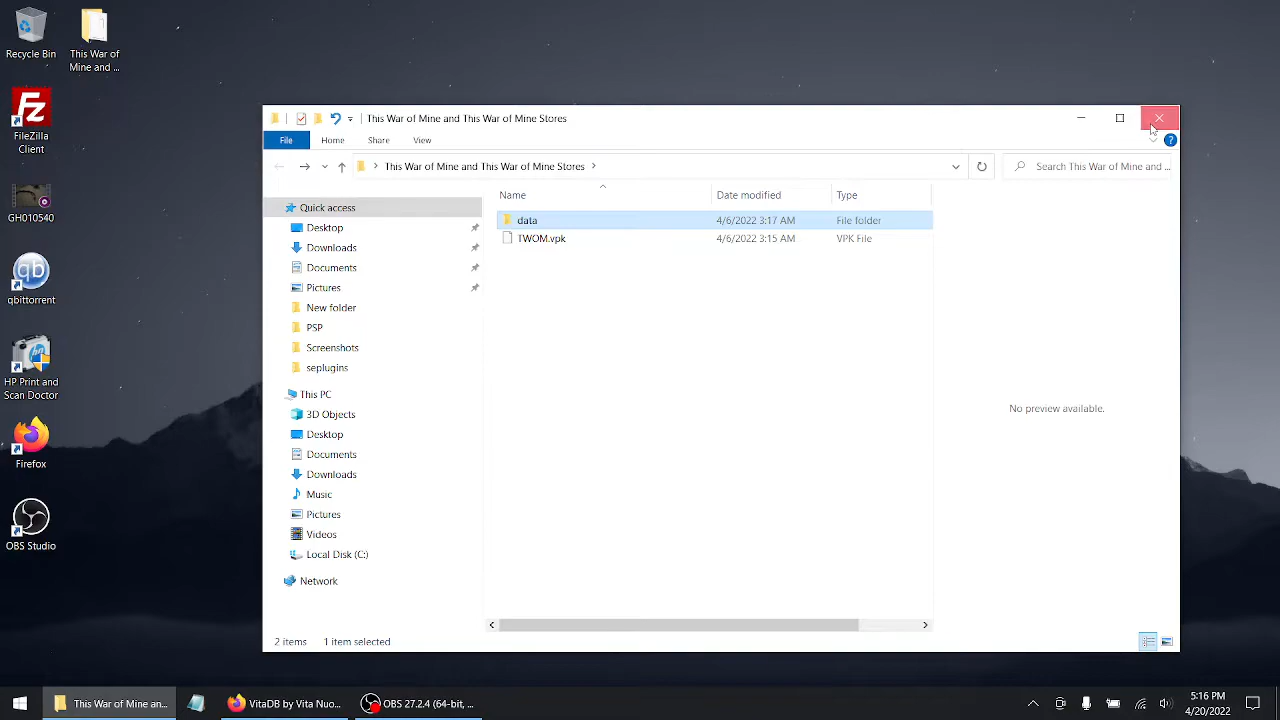 Recycle Bin
This War of
Mine and ...
FileZilla
Client
GH010540
qbittorrent
HP Print and
Scan Doctor
Firefox
OBS Studio
This War of Mine and This War of Mine Stores
File
Home
Share
View
This War of Mine and This War of Mine Stores
Search This War of Mine and ...
Quick access
Desktop
Downloads
Documents
Pictures
New folder
PSP
Screenshots
seplugins
This PC
3D Objects
Desktop
Documents
Downloads
Music
Pictures
Videos
Local Disk (C:)
Network
Name Date modified Type
data 4/6/2022 3:17 AM File folder
TWOM.vpk 4/6/2022 3:15 AM VPK File
No preview available.
2 items 1 item selected
This War of Mine an...
VitaDB by Vita Nuo...
OBS 27.2.4 (64-bit, ...
5:16 PM
4/20/2022